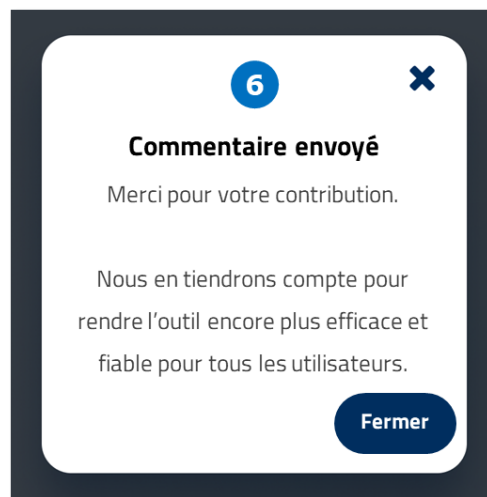 6
Commentaire envoyé
Merci pour votre contribution.
Nous en tiendrons compte pour
rendre l’outil encore plus efficace et
fiable pour tous les utilisateurs.
Fermer